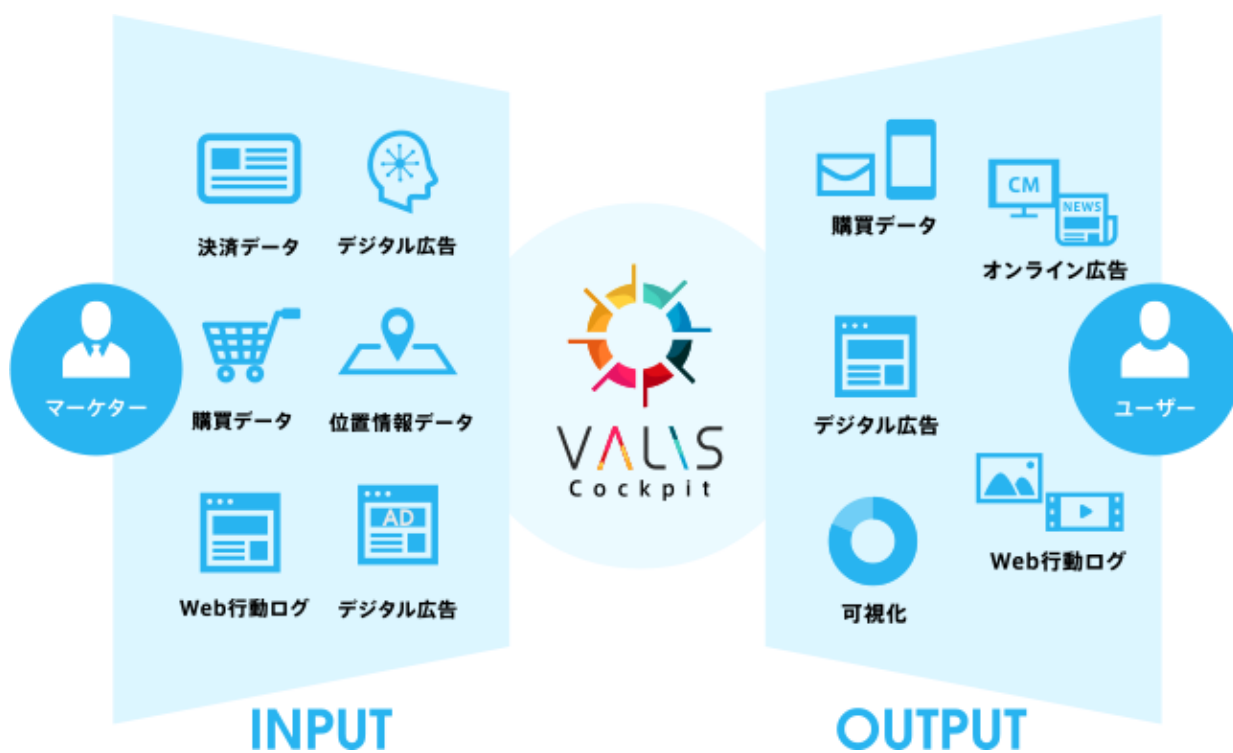 決済データ
デジタル広告
マーケター
購買データ
位置情報データ
AD
Web行動ログ
デジタル広告
INPUT
VALIS
Cockpit
購買データ
CM
NEWS
オンライン広告
デジタル広告
ユーザー
Web行動ログ
可視化
OUTPUT